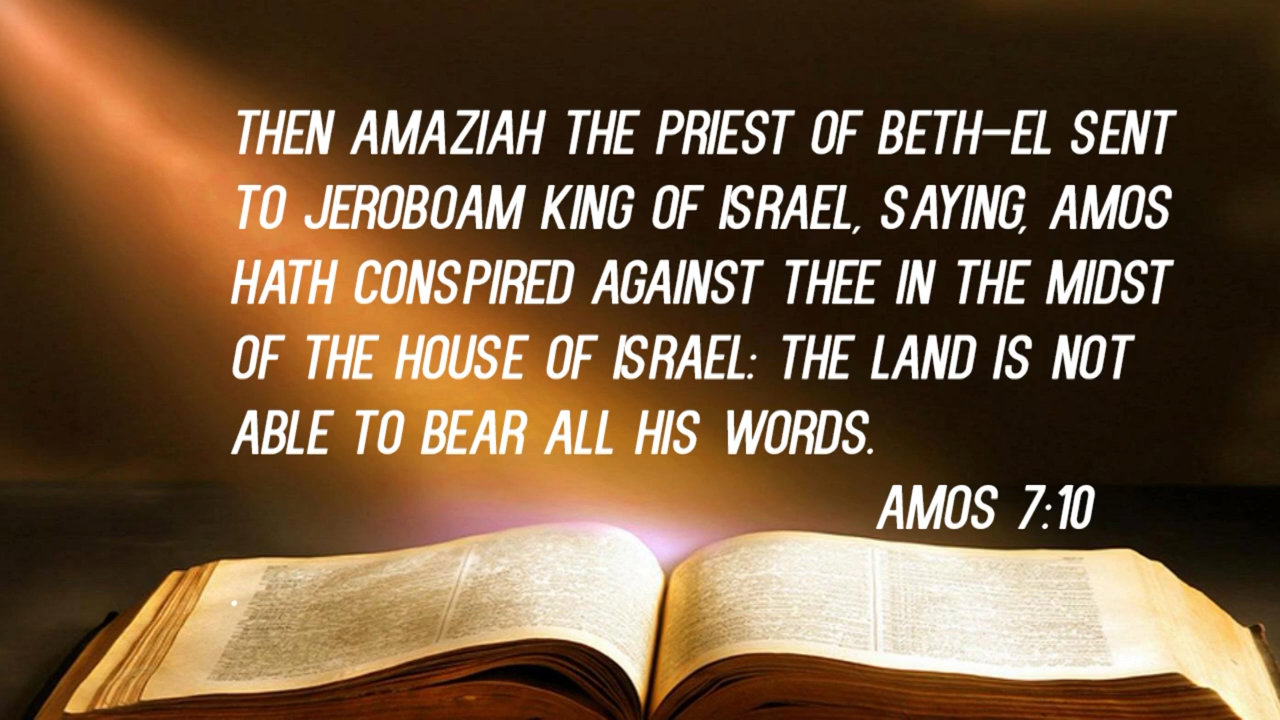 THEN AMAZIAH THE PRIEST OF BETH-EL SENT
TO JEROBOAM KING OF ISRAEL, SAYING, AMOS
HATH CONSPIRED AGAINST THEE IN THE MIDST
OF THE HOUSE OF ISRAEL: THE LAND IS NOT
ABLE TO BEAR ALL HIS WORDS.
AMOS 7:10